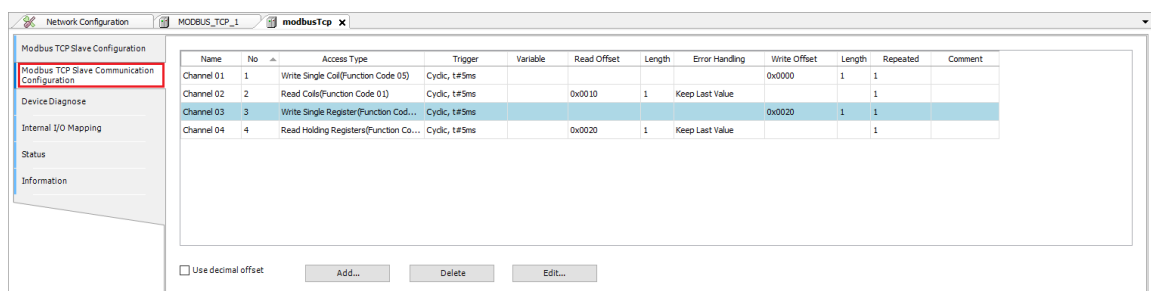 Network Configuration MODBUS_TCP_1 modbusTcp x
Modbus TCP Slave Configuration
Modbus TCP Slave Communication
Configuration
Device Diagnose
Internal I/O Mapping
Status
Information
Name No Access Type Trigger Variable Read Offset Length Error Handling Write Offset Length Repeated Comment
Channel 01 1 Write Single Coil(Function Code 05) Cyclic, t#5ms 0x0000 1 1
Channel 02 2 Read Coils(Function Code 01) Cyclic, t#5ms 0x0010 1 Keep Last Value 1
Channel 03 3 Write Single Register(Function Cod... Cyclic, t#5ms 0x0020 1 1
Channel 04 4 Read Holding Registers(Function Co... Cyclic, t#5ms 0x0020 1 Keep Last Value 1
Use decimal offset Add... Delete Edit...